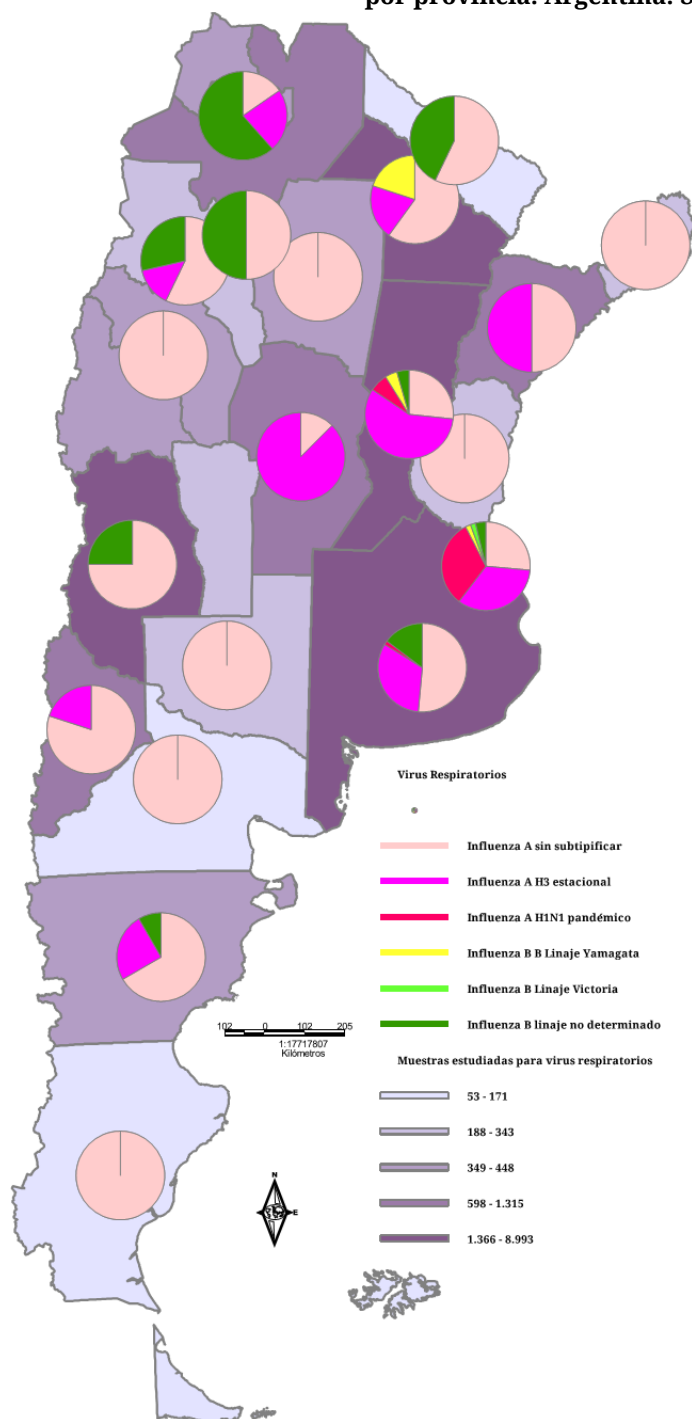 por provincia. Argentina.
Virus Respiratorios
Influenza A sin subtipificar
Influenza A H3 estacional
Influenza A H1N1 pandémico
Influenza B B Linaje Yamagata
Influenza B Linaje Victoria
Influenza B linaje no determinado
102 0 102 205
1:17717807
Kilómetros
Muestras estudiadas para virus respiratorios
53 - 171
188 - 343
349 - 448
598 - 1.315
1.366 - 8.993
N
E